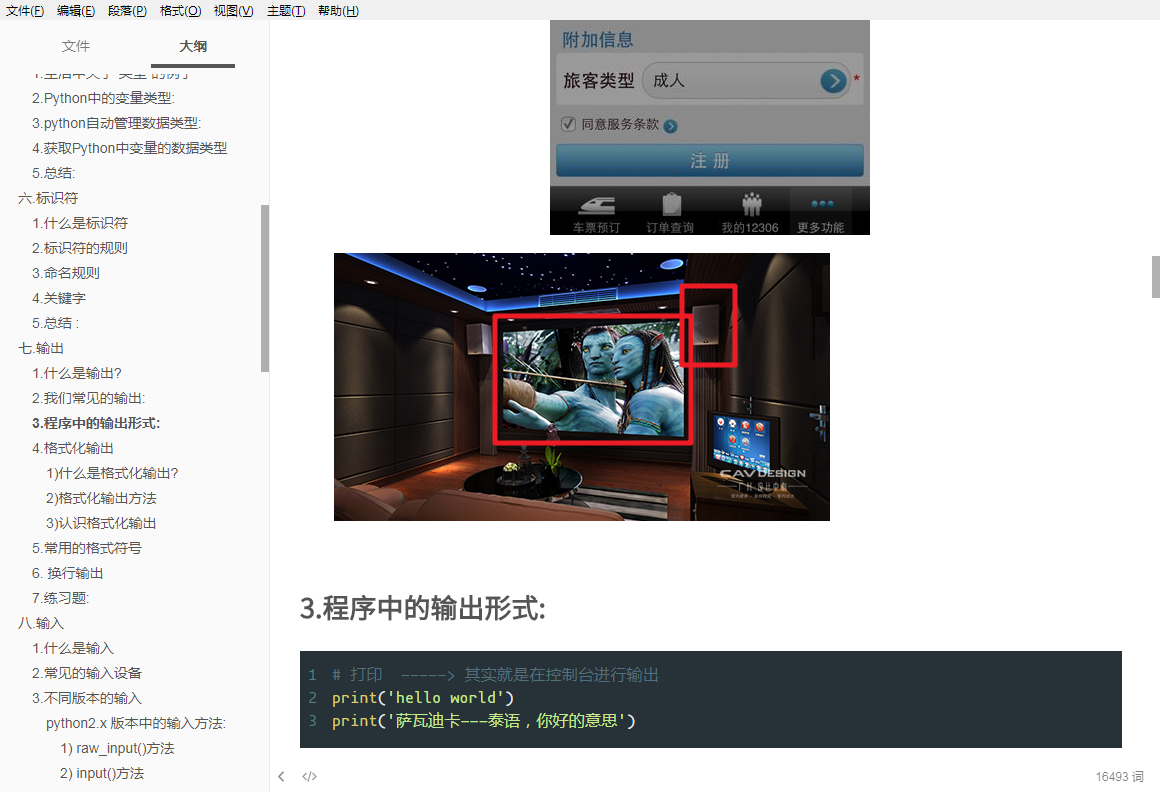 文件(F) 编辑(E) 段落(P) 格式(O) 视图(V) 主题(T) 帮助(H)
文件 大纲
2.Python中的变量类型:
3.python自动管理数据类型:
4.获取Python中变量的数据类型
5.总结:
六.标识符
1.什么是标识符
2.标识符的规则
3.命名规则
4.关键字
5.总结 :
七.输出
1.什么是输出?
2.我们常见的输出:
3.程序中的输出形式:
4.格式化输出
1)什么是格式化输出?
2)格式化输出方法
3)认识格式化输出
5.常用的格式符号
6. 换行输出
7.练习题:
八.输入
1.什么是输入
2.常见的输入设备
3.不同版本的输入
python2.x 版本中的输入方法:
1) raw_input()方法
2) input()方法
附加信息
旅客类型 成人 *
同意服务条款
注 册
车票预订 订单查询 我的12306 更多功能
CAV DESIGN
3.程序中的输出形式:
1 # 打印 -----> 其实就是在控制台进行输出
2 print('hello world')
3 print('萨瓦迪卡---泰语，你好的意思')
</> 16493 词